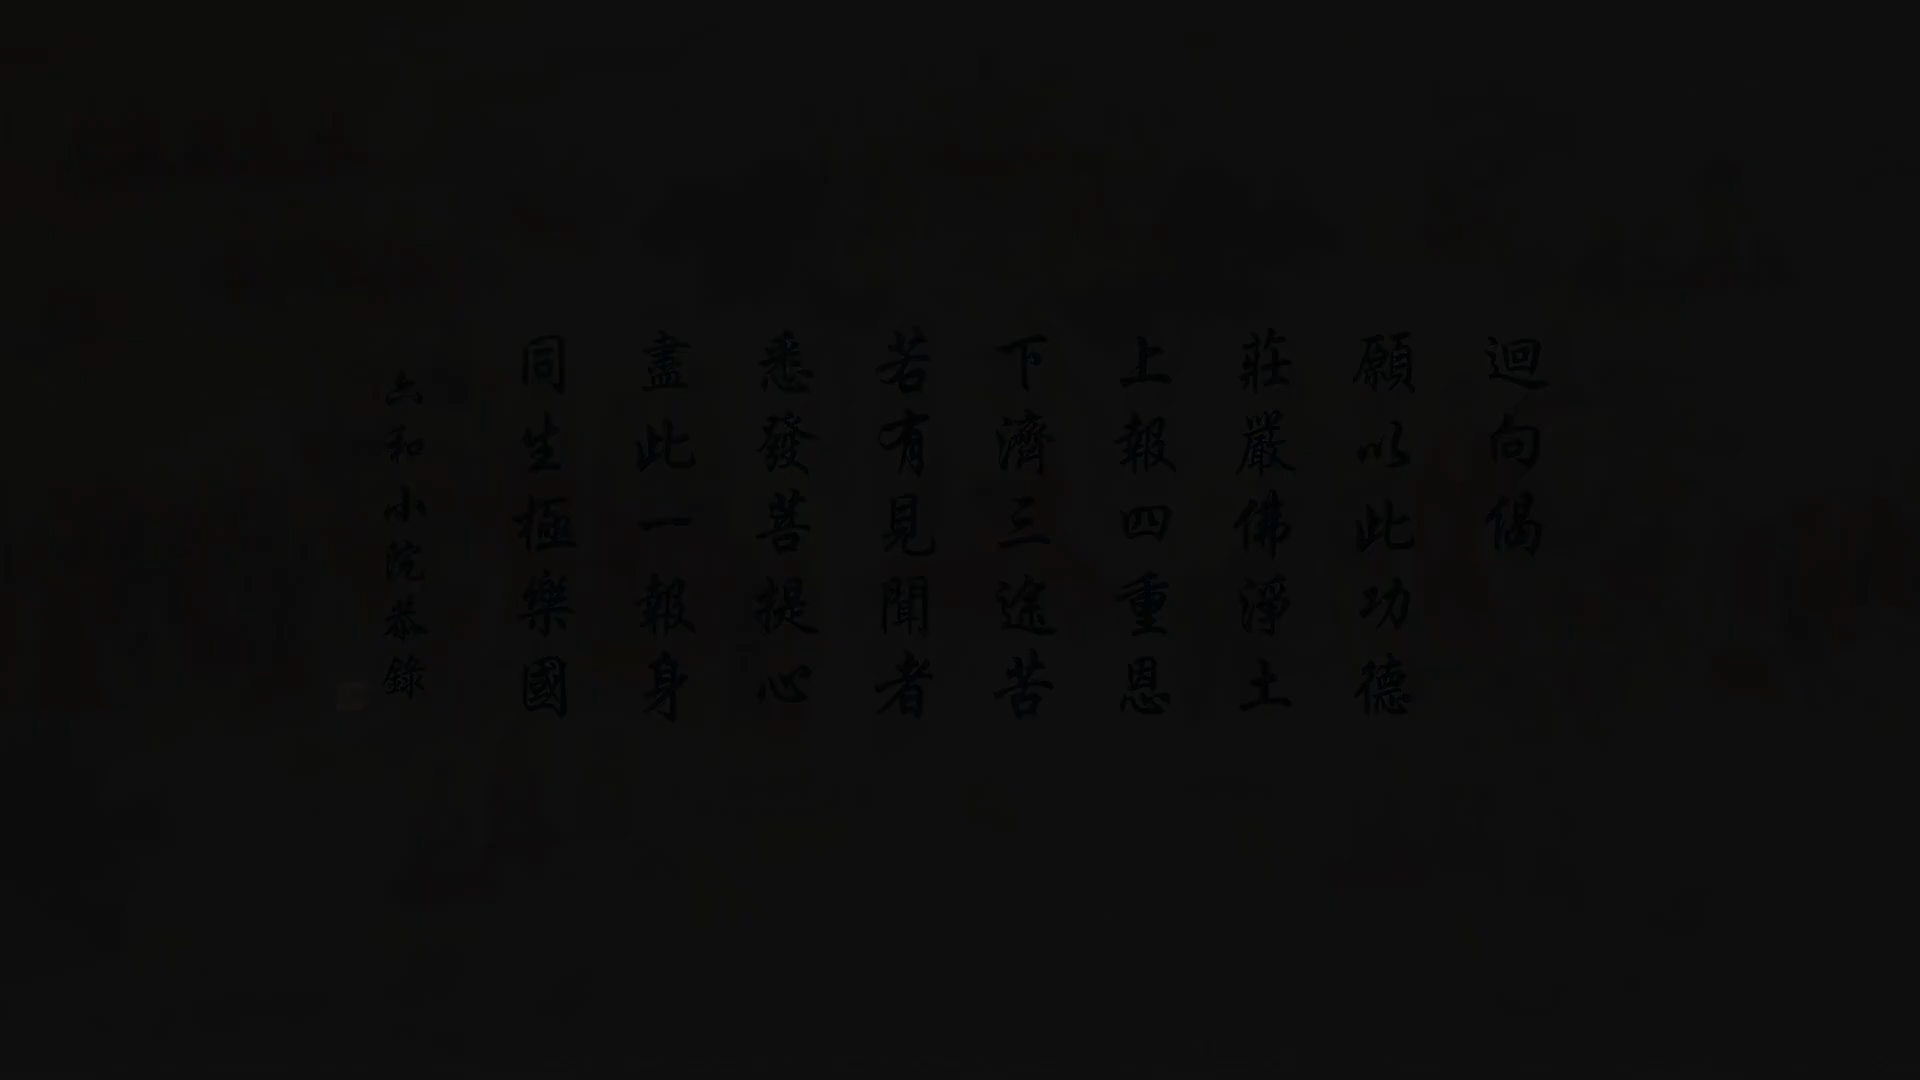 迴向偈
願以此功德
莊嚴佛淨土
上報四重恩
下濟三途苦
若有見聞者
悉發菩提心
盡此一報身
同生極樂國
六和小院恭錄